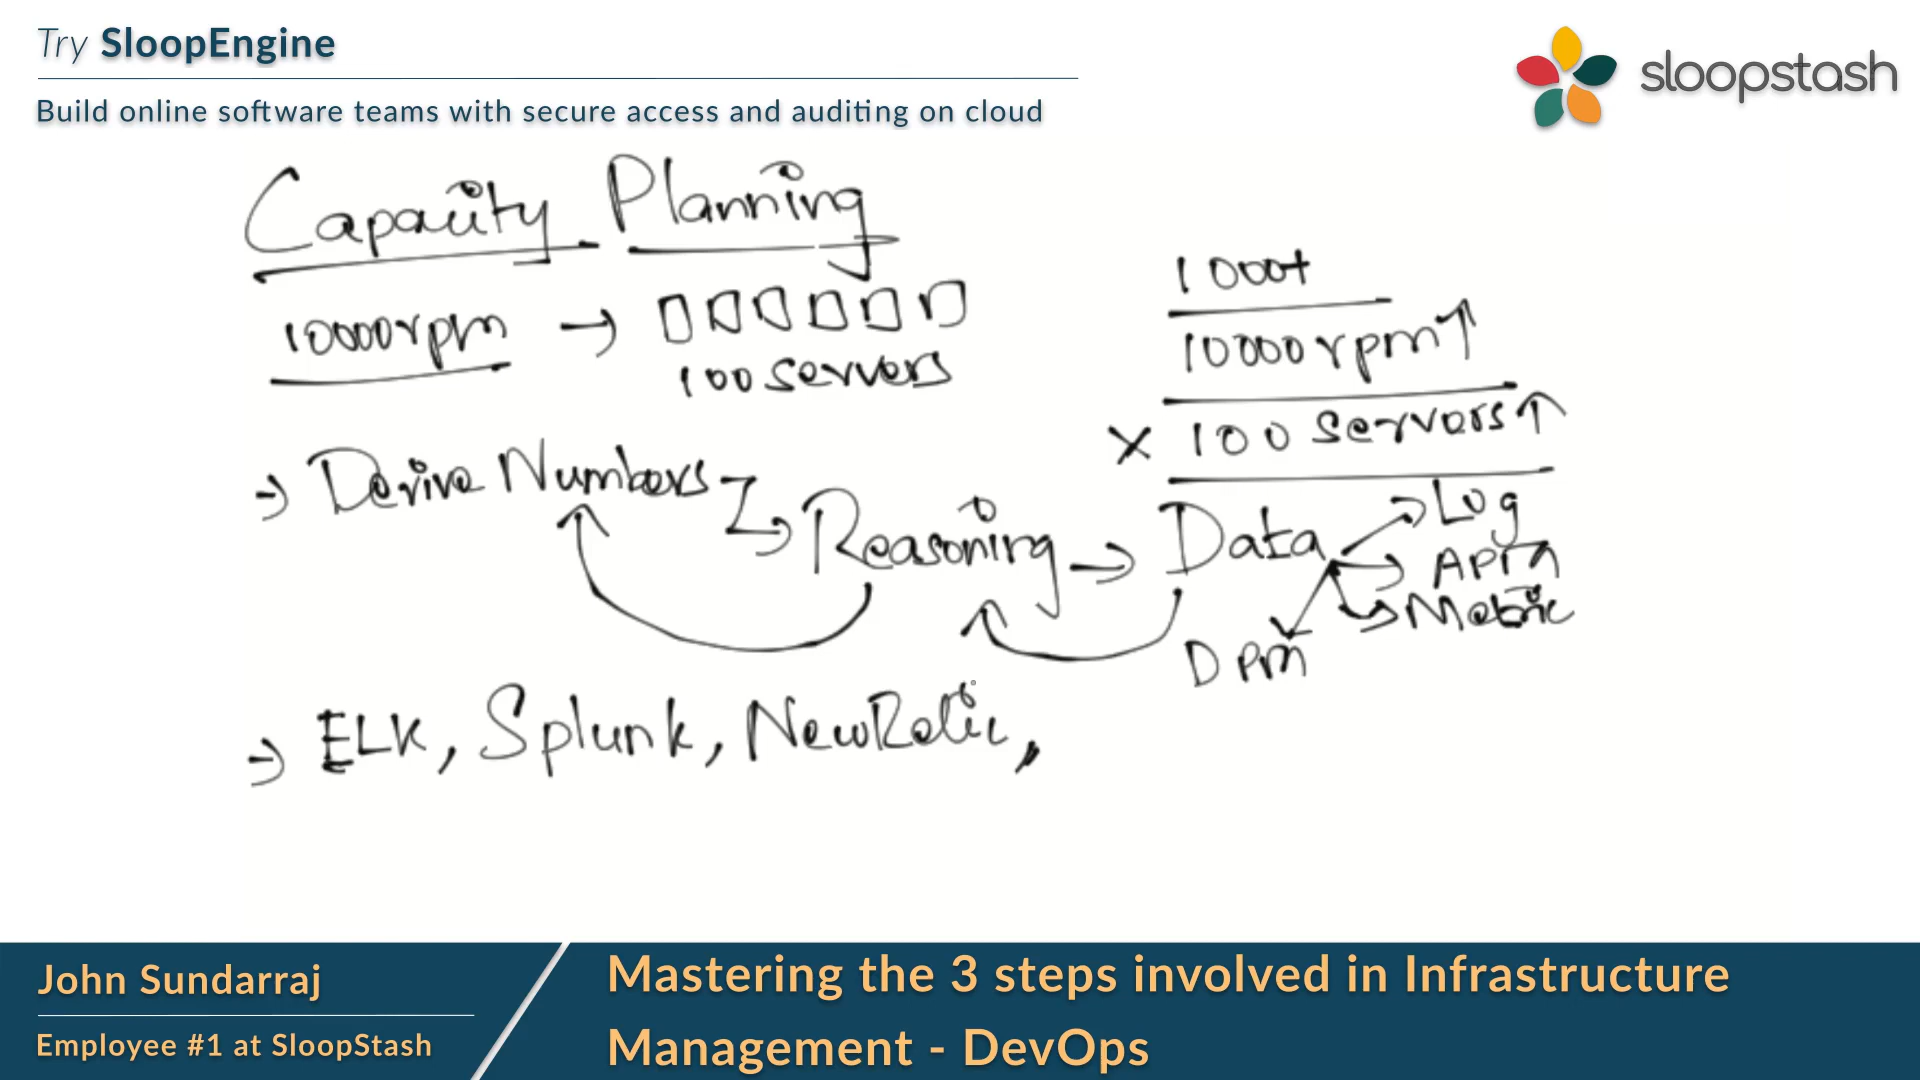 Try SloopEngine
Build online software teams with secure access and auditing on cloud
sloopstash
Capacity Planning
10000rpm → 100 servers
1000+
10000rpm↑
× 100 servers↑
→ Derive Numbers → Reasoning → Data
Log
APM
Metric
DPM
→ ELK, Splunk, NewRelic,
John Sundarraj
Employee #1 at SloopStash
Mastering the 3 steps involved in Infrastructure
Management - DevOps